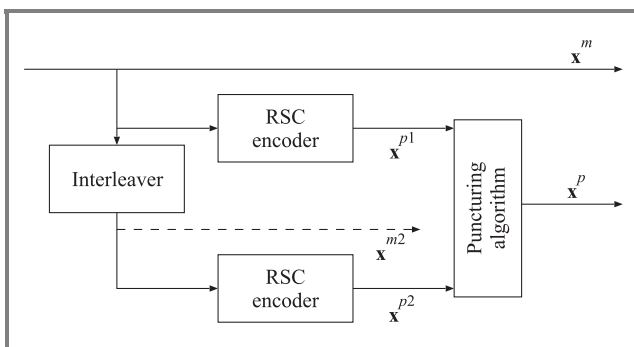 x^m
RSC
encoder
x^p1
Interleaver
Puncturing
algorithm
x^p
x^m2
RSC
encoder
x^p2